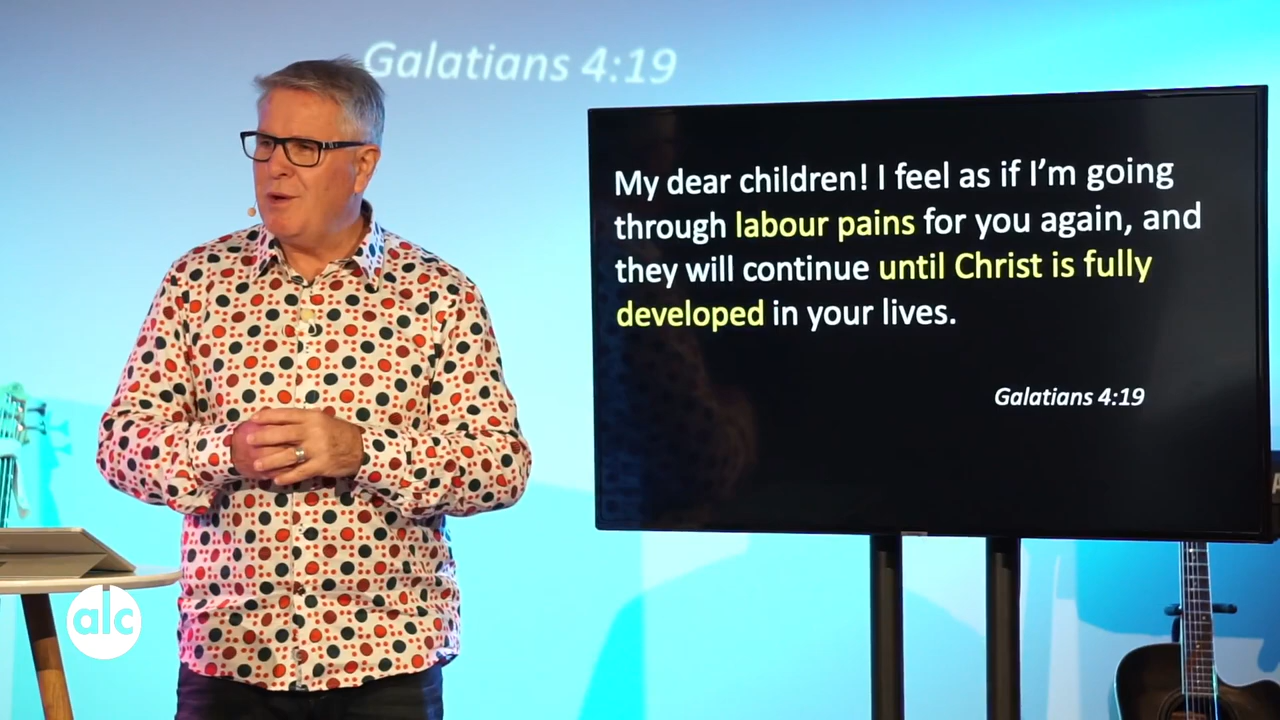 Galatians 4:19
My dear children! I feel as if I'm going
through labour pains for you again, and
they will continue until Christ is fully
developed in your lives.
Galatians 4:19
alc